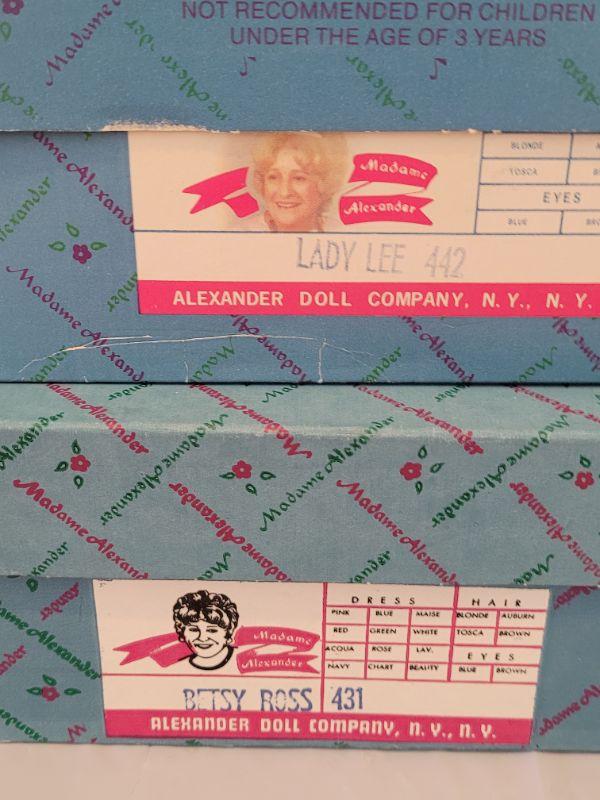 NOT RECOMMENDED FOR CHILDREN
UNDER THE AGE OF 3 YEARS
Madame
Alexander
BLONDE
TOSCA
EYES
BLUE
LADY LEE 442
ALEXANDER DOLL COMPANY, N. Y., N. Y.
Madame Alexander
Madame Alexander
Madame Alexander
Madame Alexander
DRESS HAIR
PINK BLUE MAISE BLONDE AUBURN
RED GREEN WHITE TOSCA BROWN
ACQUA ROSE LAV. EYES
NAVY CHART BEAUTY BLUE BROWN
Madame
Alexander
BETSY ROSS 431
ALEXANDER DOLL COMPANY, N. Y., N. Y.